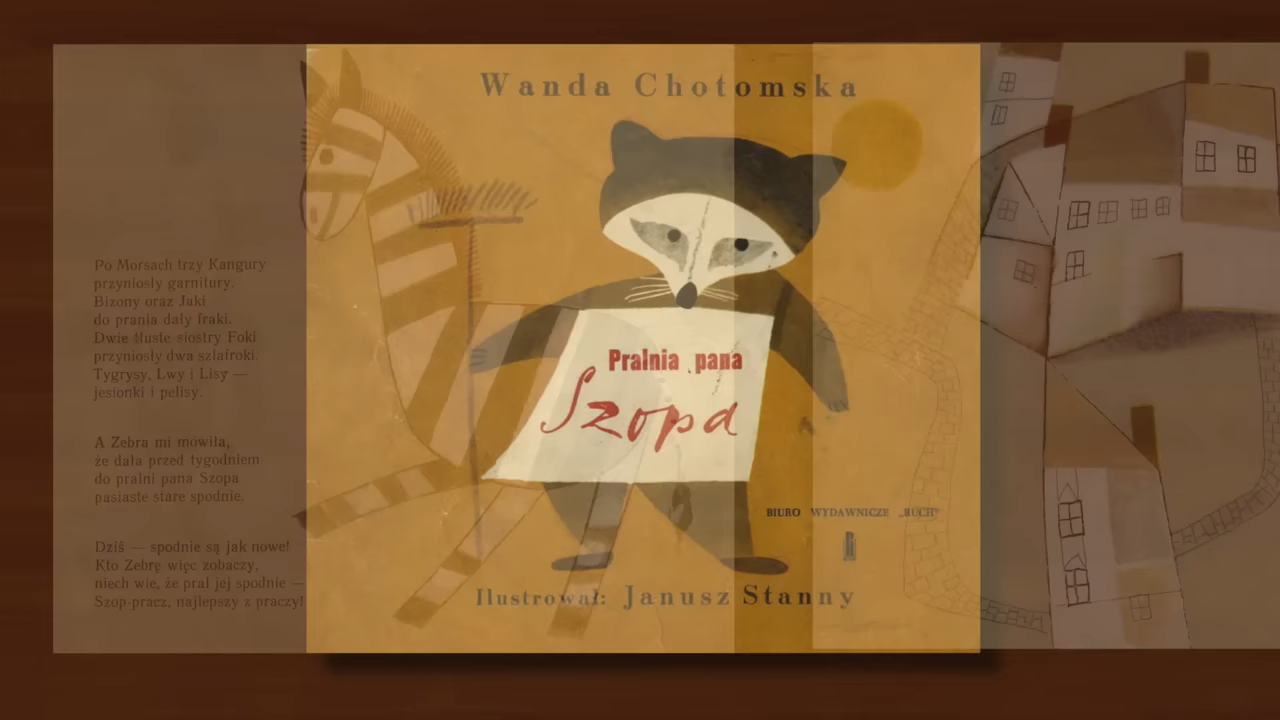 Po Morsach trzy Kangury
przyniosły garnitury.
Bizony oraz Jaki
do prania dały fraki.
Dwie tłuste siostry Foki
przyniosły dwa szlafroki.
Tygrysy, Lwy i Lisy —
jesionki i pelisy.
A Zebra mi mówiła,
że dała przed tygodniem
do pralni pana Szopa
pasiaste stare spodnie.
Dziś — spodnie są jak nowe!
Kto Zebrę więc zobaczy,
niech wie, że prał jej spodnie —
Szop-pracz, najlepszy z praczy!
Wanda Chotomska
Pralnia pana
Szopa
BIURO WYDAWNICZE „RUCH"
Ilustrował: Janusz Stanny